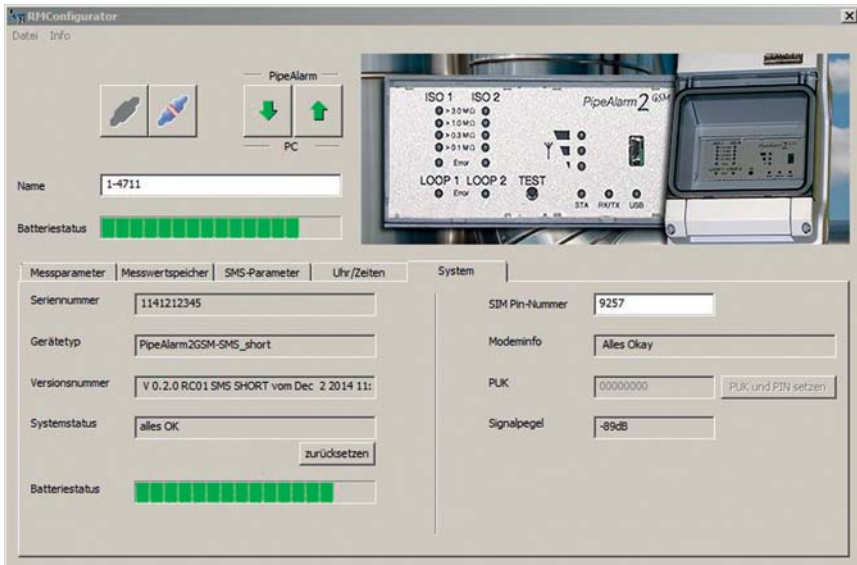 RMConfigurator
Datei Info
PipeAlarm
PC
Name 1-4711
Batteriestatus
ISO 1 ISO 2
PipeAlarm 2 GSM
> 3.0 MΩ
> 1.0 MΩ
> 0.3 MΩ
> 0.1 MΩ
Error
LOOP 1 LOOP 2 TEST
Error
STA RX/TX USB
Messparameter Messwertspeicher SMS-Parameter Uhr/Zeiten System
Seriennummer 1141212345
Gerätetyp PipeAlarm2GSM-SMS_short
Versionsnummer V 0.2.0 RC01 SMS SHORT vom Dec 2 2014 11:
Systemstatus alles OK
zurücksetzen
Batteriestatus
SIM Pin-Nummer 9257
Modeminfo Alles Okay
PUK 00000000 PUK und PIN setzen
Signalpegel -89dB